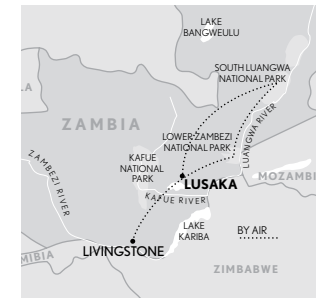 LAKE
BANGWEULU
SOUTH LUANGWA
NATIONAL PARK
ZAMBIA
LOWER ZAMBEZI
NATIONAL PARK
LUANGWA RIVER
KAFUE
NATIONAL
PARK
ZAMBEZI RIVER
LUSAKA
MOZAMBI
KAFUE RIVER
LAKE
KARIBA
BY AIR
LIVINGSTONE
MIBIA
ZIMBABWE
A